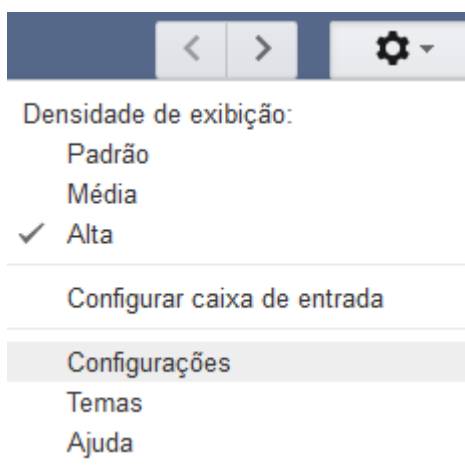 Densidade de exibição:
Padrão
Média
Alta
Configurar caixa de entrada
Configurações
Temas
Ajuda